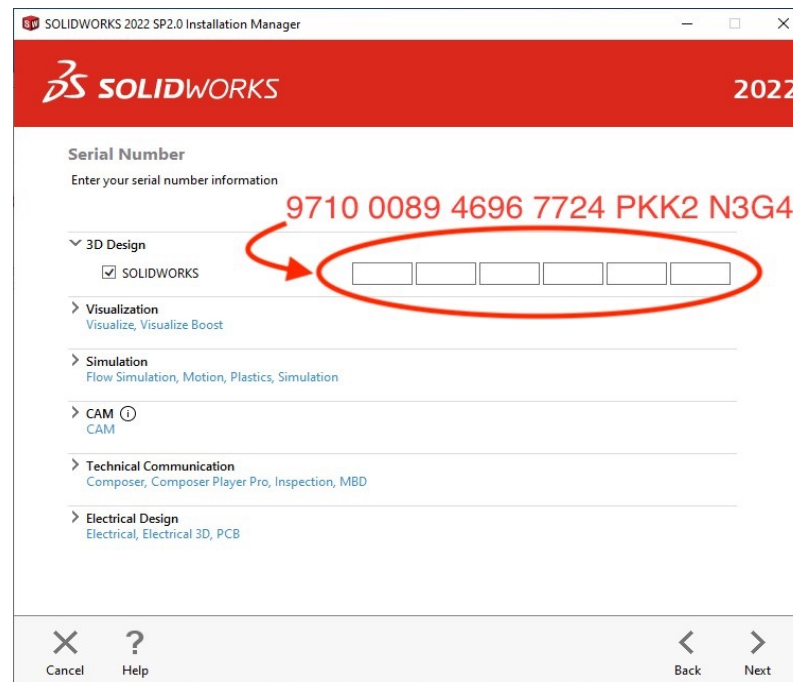 SOLIDWORKS 2022 SP2.0 Installation Manager
SOLIDWORKS 2022
Serial Number
Enter your serial number information
9710 0089 4696 7724 PKK2 N3G4
3D Design
SOLIDWORKS
Visualization
Visualize, Visualize Boost
Simulation
Flow Simulation, Motion, Plastics, Simulation
CAM
CAM
Technical Communication
Composer, Composer Player Pro, Inspection, MBD
Electrical Design
Electrical, Electrical 3D, PCB
Cancel Help Back Next